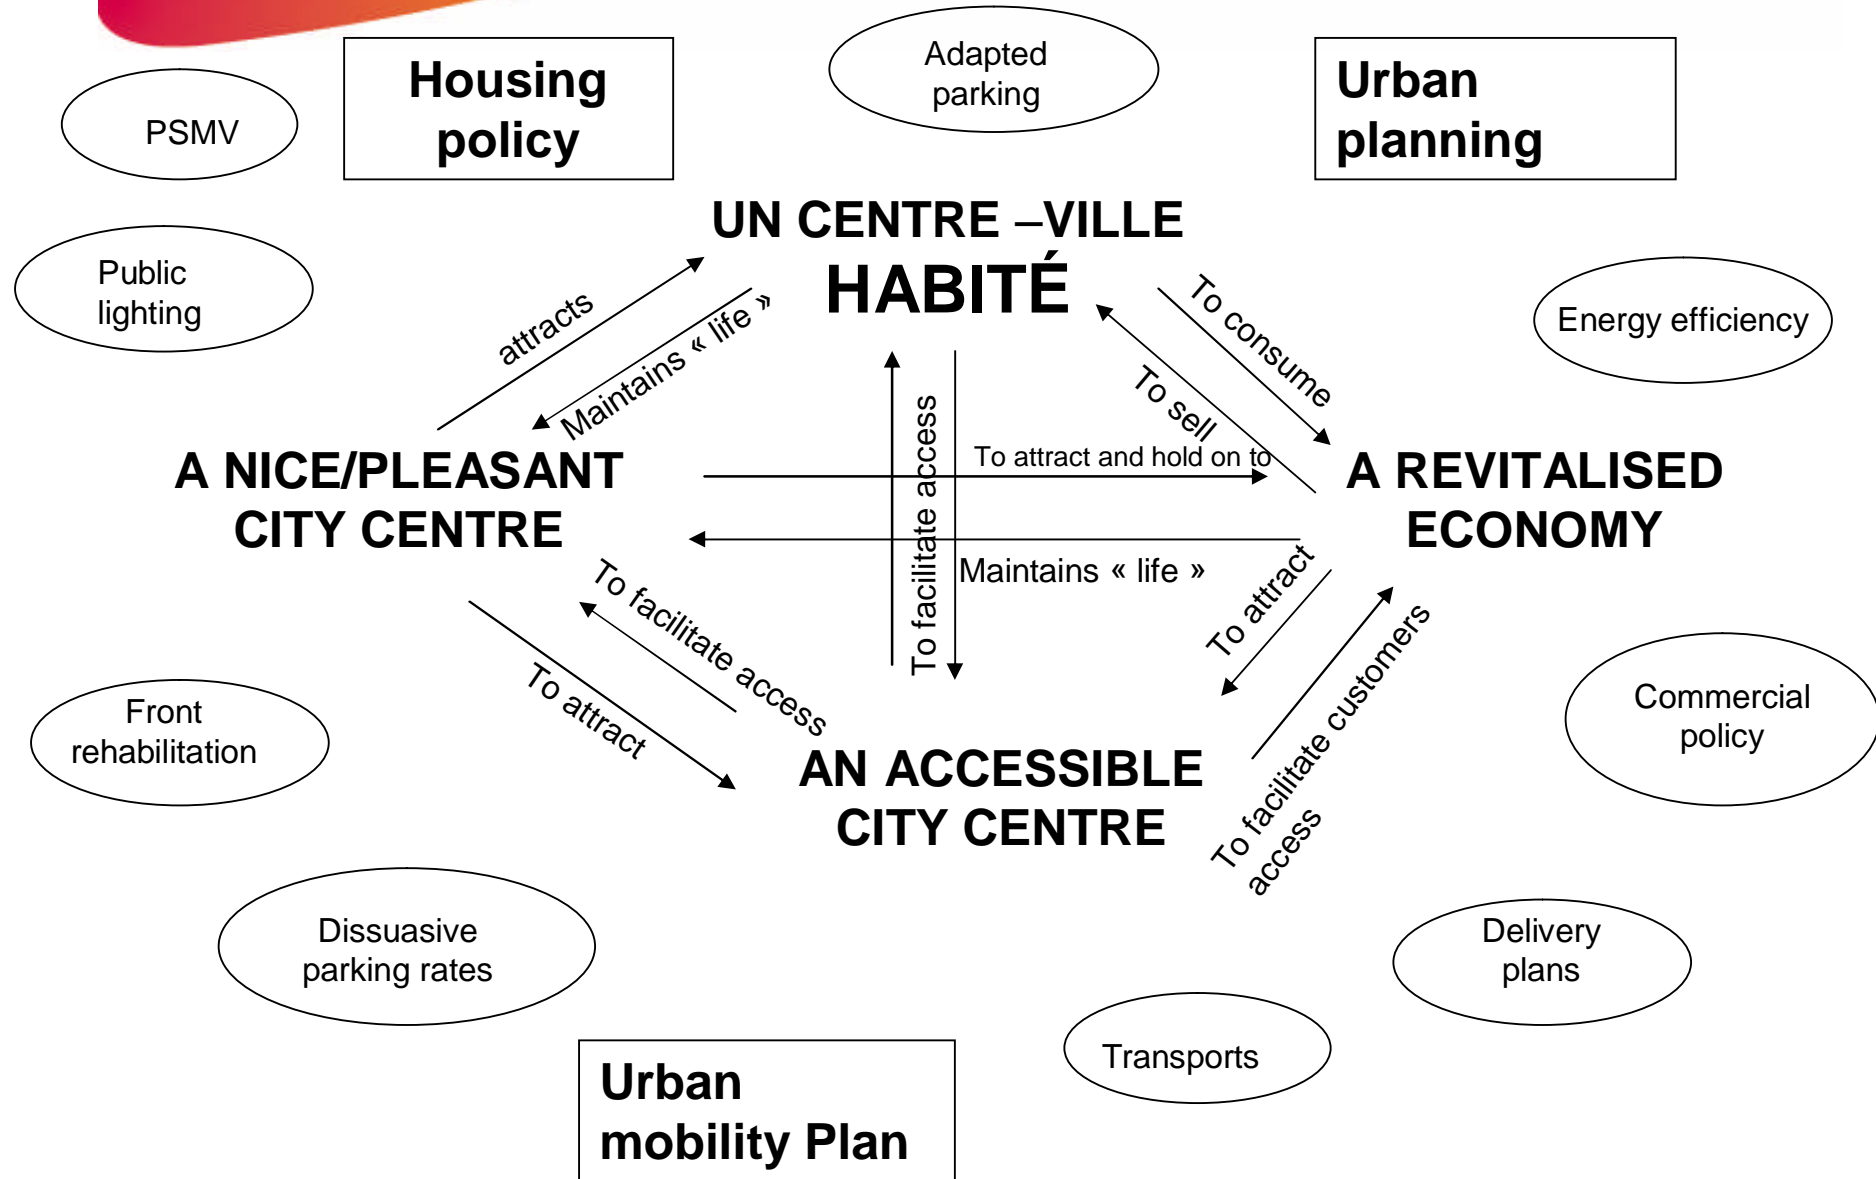 Adapted
parking
Housing
policy
Urban
planning
PSMV
UN CENTRE –VILLE
HABITÉ
Public
lighting
Energy efficiency
attracts
Maintains « life »
To consume
To sell
A NICE/PLEASANT
CITY CENTRE
To attract and hold on to
A REVITALISED
ECONOMY
To facilitate access
Maintains « life »
To facilitate access
To attract
To attract
To facilitate customers
access
Front
rehabilitation
Commercial
policy
AN ACCESSIBLE
CITY CENTRE
Dissuasive
parking rates
Delivery
plans
Transports
Urban
mobility Plan